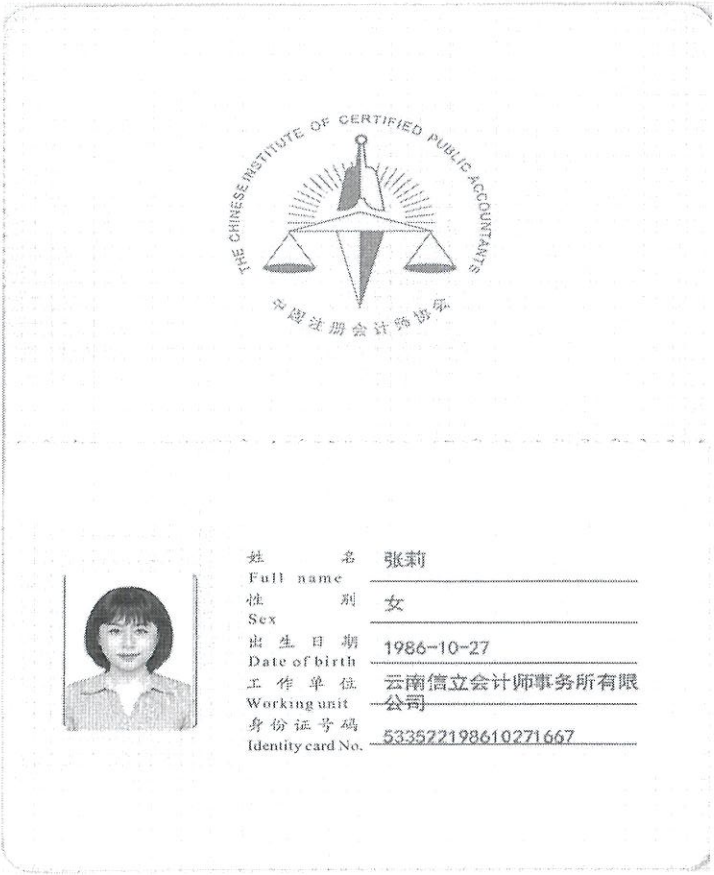 THE CHINESE INSTITUTE OF CERTIFIED PUBLIC ACCOUNTANTS
中国注册会计师协会
姓 名 张莉
Full name
性 别 女
Sex
出 生 日 期 1986-10-27
Date of birth
工 作 单 位 云南信立会计师事务所有限
Working unit 公司
身 份 证 号 码 533522198610271667
Identity card No.